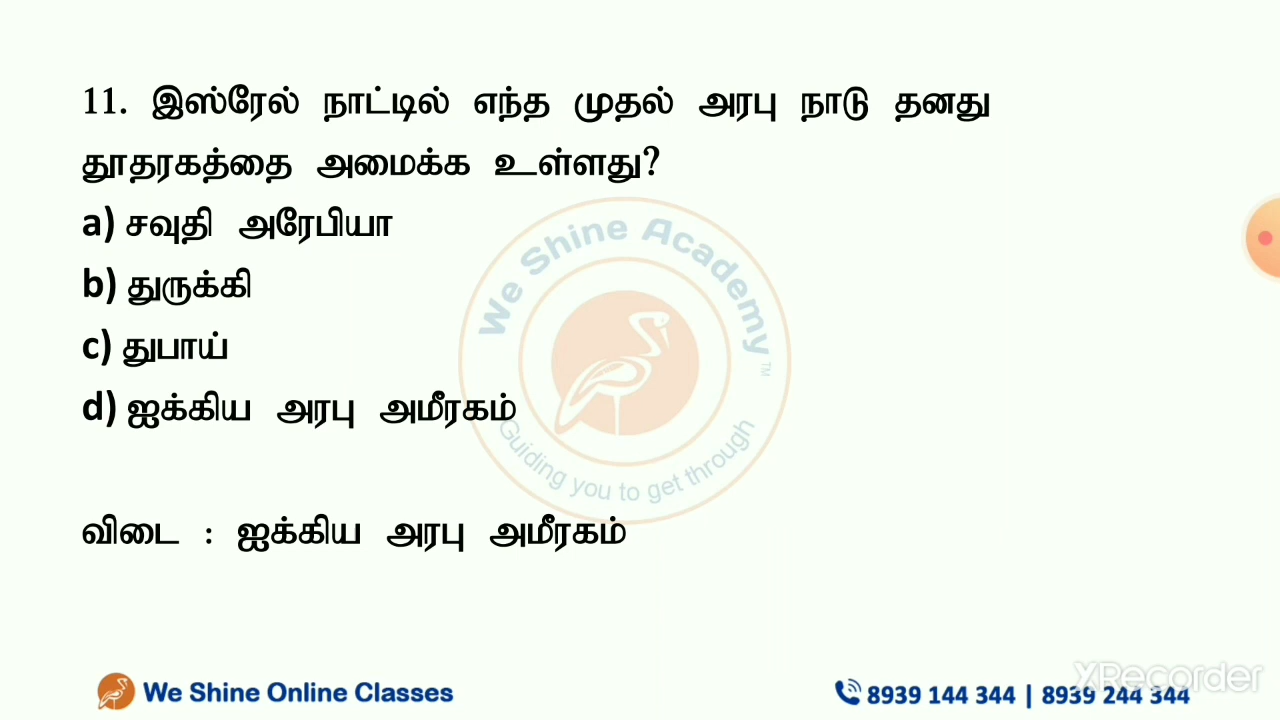 11. இஸ்ரேல் நாட்டில் எந்த முதல் அரபு நாடு தனது
தூதரகத்தை அமைக்க உள்ளது?
a) சவுதி அரேபியா
b) துருக்கி
c) துபாய்
d) ஐக்கிய அரபு அமீரகம்
We Shine Academy
TM
Guiding you to get through
விடை : ஐக்கிய அரபு அமீரகம்
We Shine Online Classes
8939 144 344 | 8939 244 344
XRecorder